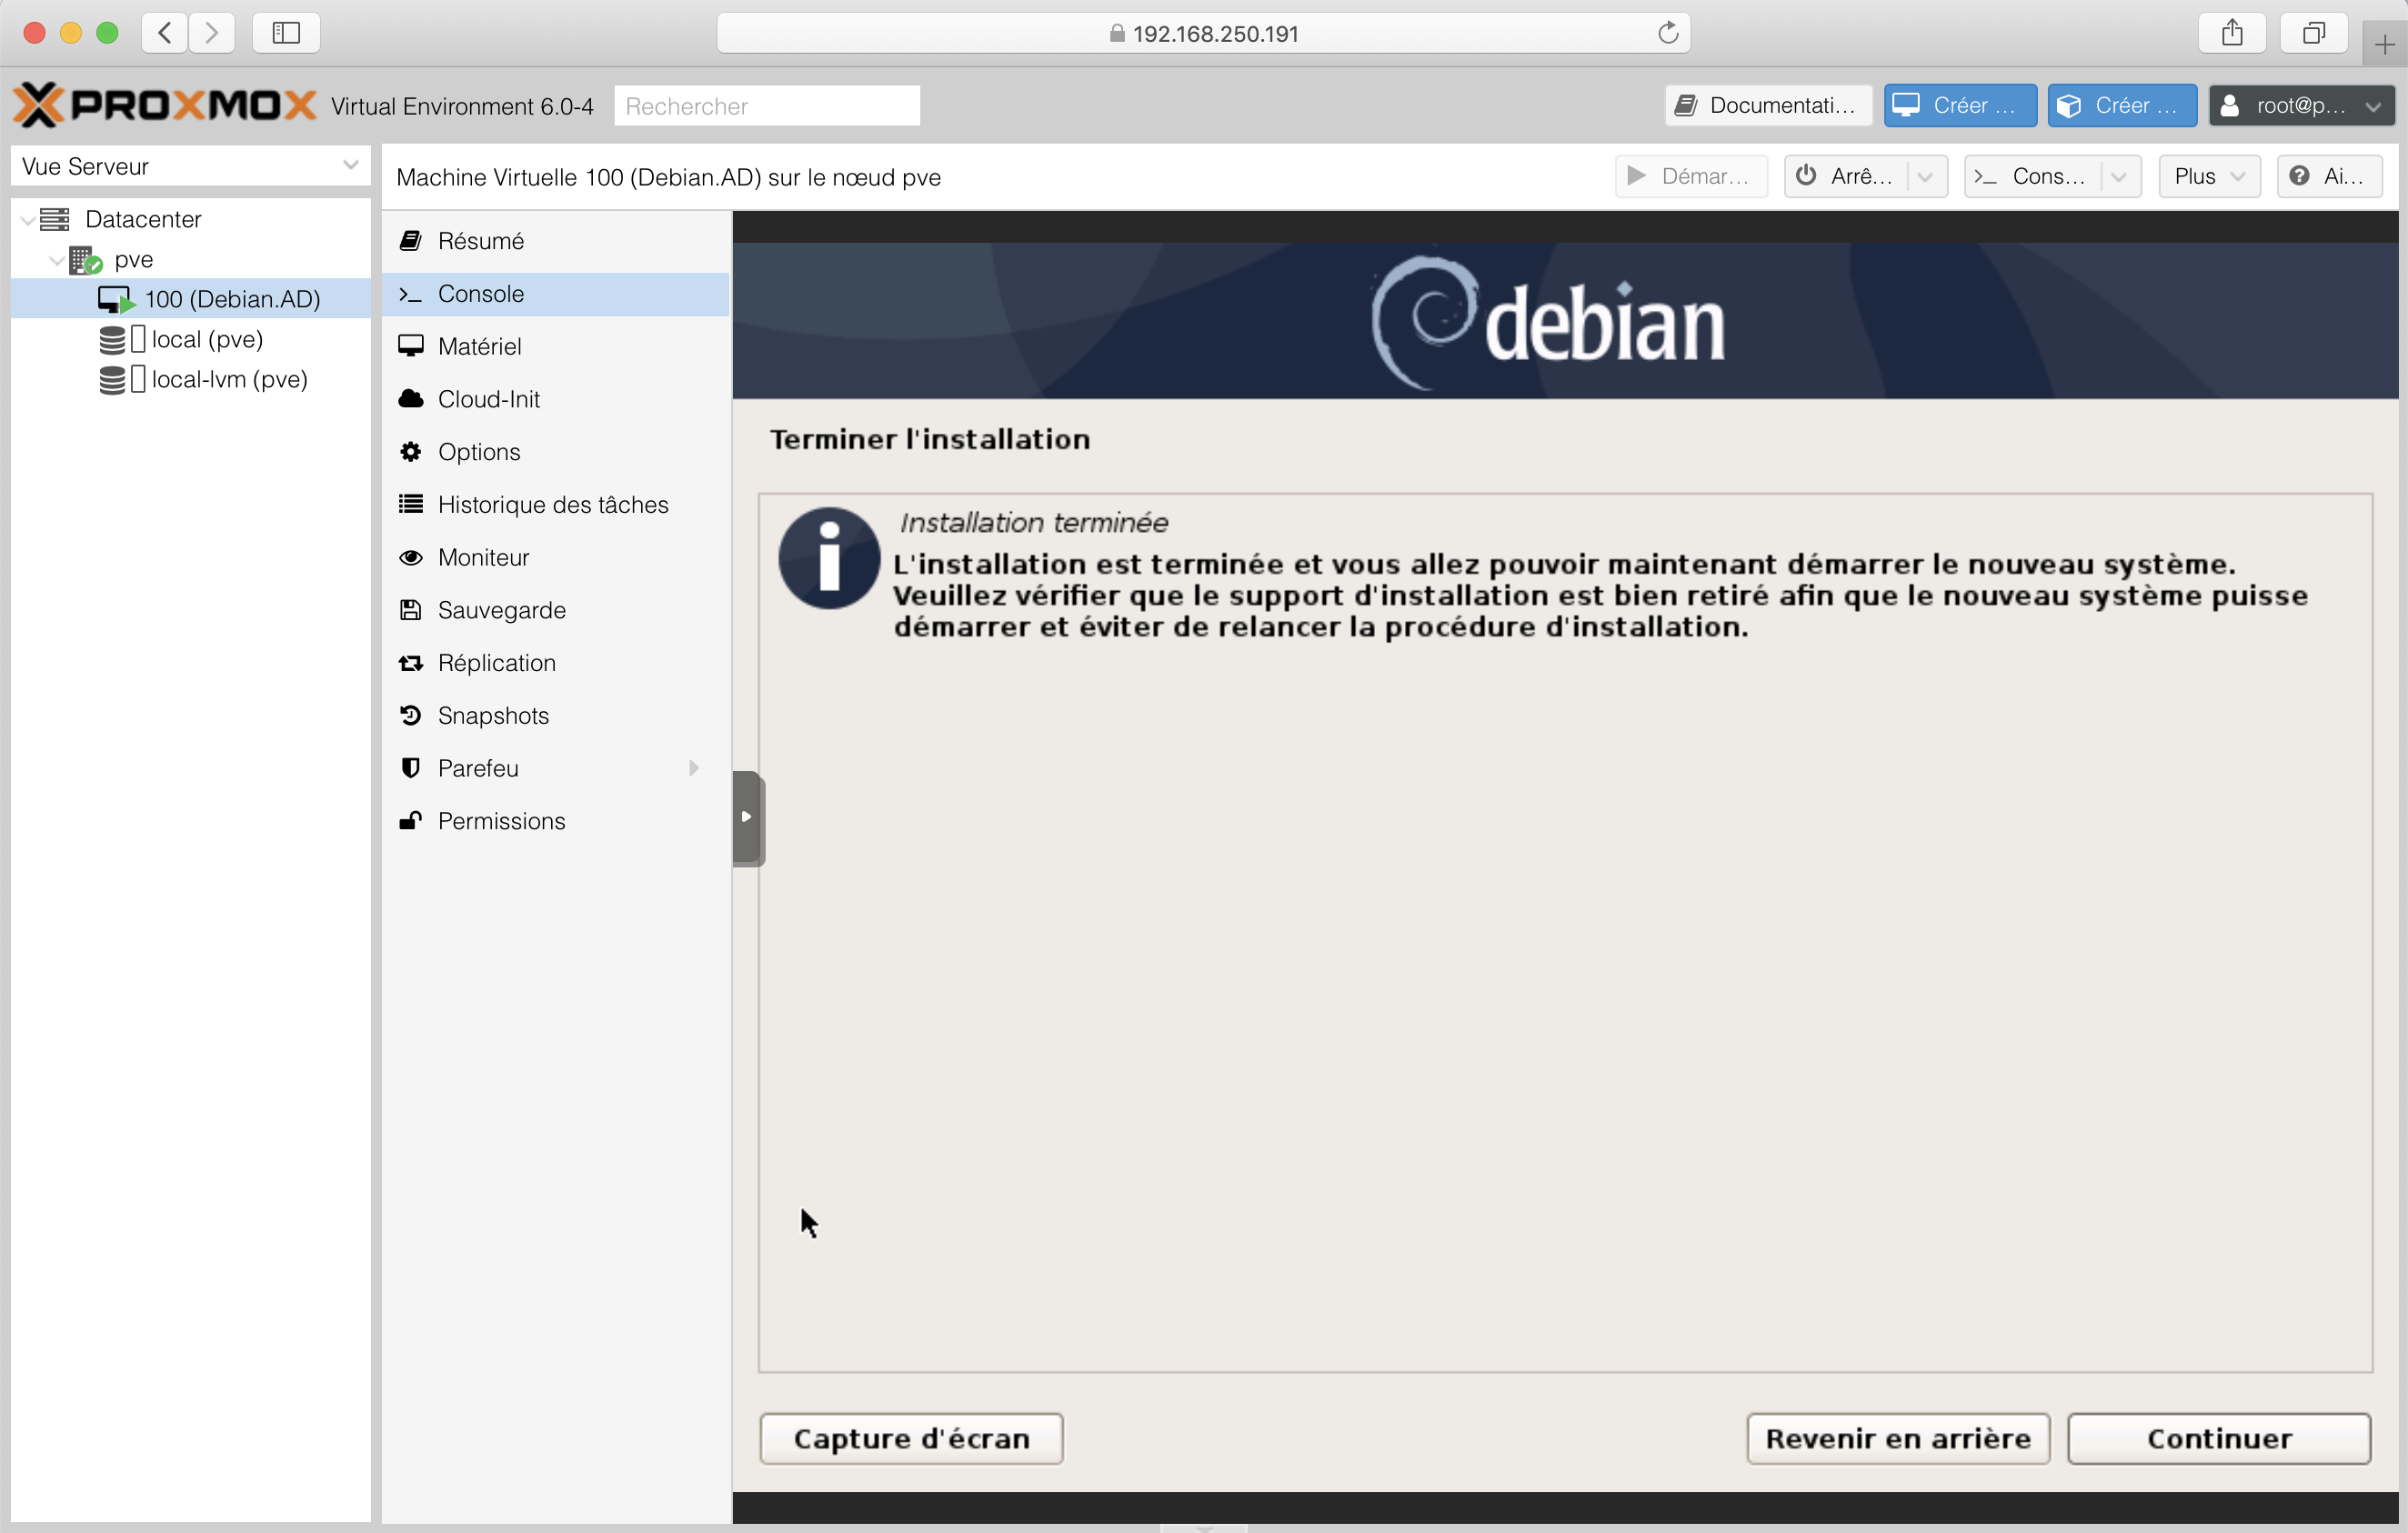 192.168.250.191
PROXMOX Virtual Environment 6.0-4 Rechercher Documentati... Créer ... Créer ... root@p...
Vue Serveur
Machine Virtuelle 100 (Debian.AD) sur le nœud pve Démar... Arrê... Cons... Plus Ai...
Datacenter
pve
100 (Debian.AD)
local (pve)
local-lvm (pve)
Résumé
Console
Matériel
Cloud-Init
Options
Historique des tâches
Moniteur
Sauvegarde
Réplication
Snapshots
Parefeu
Permissions
debian
Terminer l'installation
Installation terminée
L'installation est terminée et vous allez pouvoir maintenant démarrer le nouveau système.
Veuillez vérifier que le support d'installation est bien retiré afin que le nouveau système puisse
démarrer et éviter de relancer la procédure d'installation.
Capture d'écran Revenir en arrière Continuer